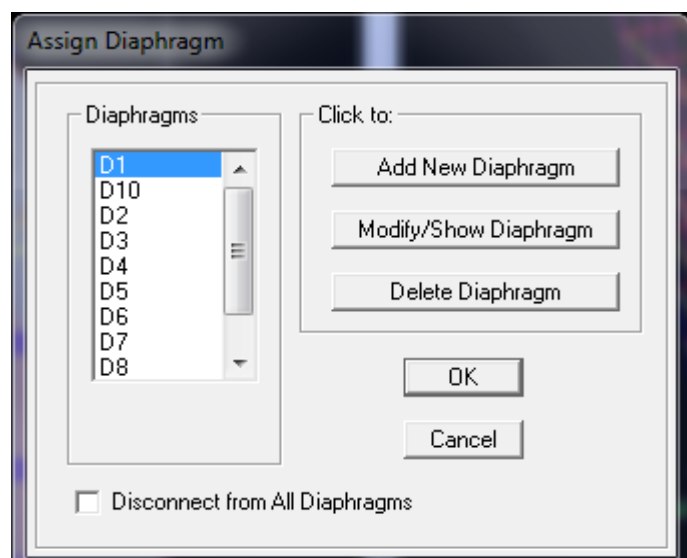 Assign Diaphragm
Diaphragms
D1
D10
D2
D3
D4
D5
D6
D7
D8
Click to:
Add New Diaphragm
Modify/Show Diaphragm
Delete Diaphragm
OK
Cancel
Disconnect from All Diaphragms